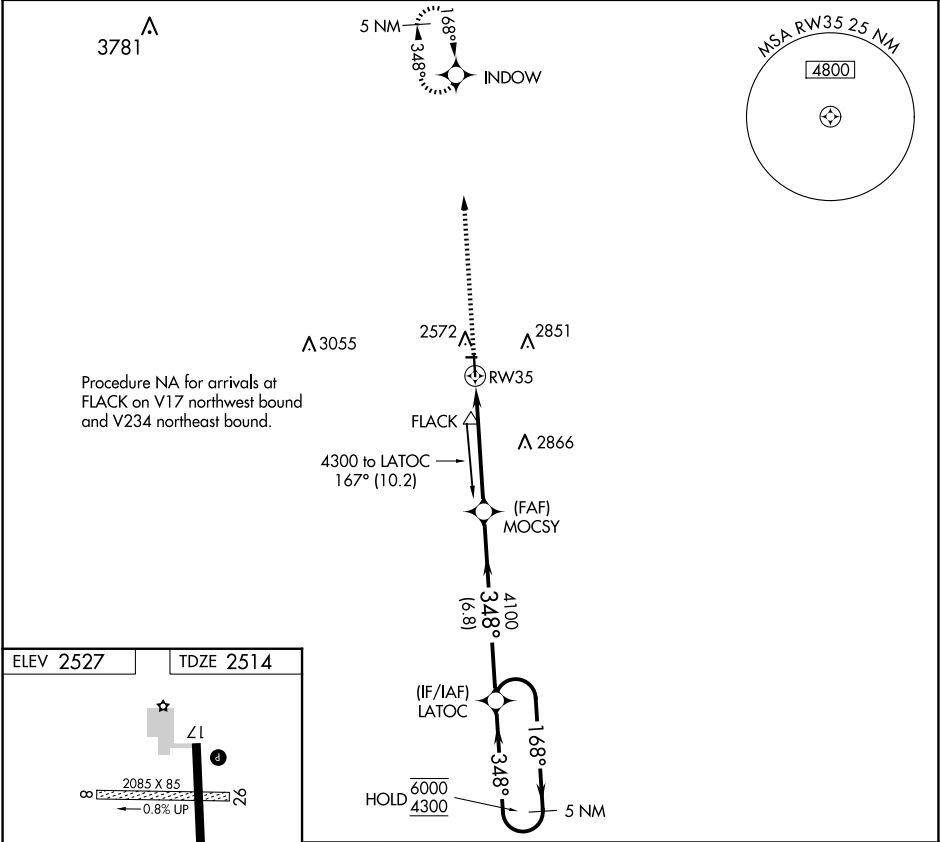 3781
5 NM
168°
348°
INDOW
MSA RW35 25 NM
4800
3055
2572
2851
RW35
Procedure NA for arrivals at
FLACK on V17 northwest bound
and V234 northeast bound.
FLACK
2866
4300 to LATOC
167° (10.2)
(FAF)
MOCSY
4100
348°
(6.8)
ELEV 2527
TDZE 2514
(IF/IAF)
LATOC
168°
348°
HOLD
6000
4300
5 NM
17
P
2085 X 85
8
26
0.8% UP